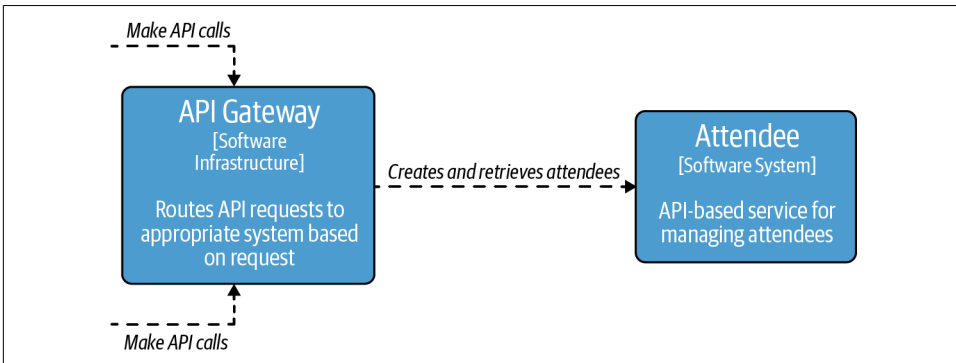 Make API calls
API Gateway
[Software
Infrastructure]
Routes API requests to
appropriate system based
on request
Creates and retrieves attendees
Attendee
[Software System]
API-based service for
managing attendees
Make API calls